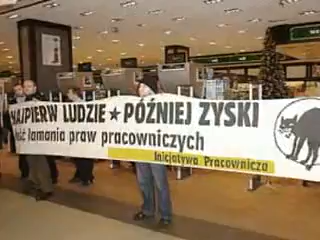 NAJPIERW LUDZIE ★ PÓŹNIEJ ZYSKI
łamania praw pracowniczych
Inicjatywa Pracownicza